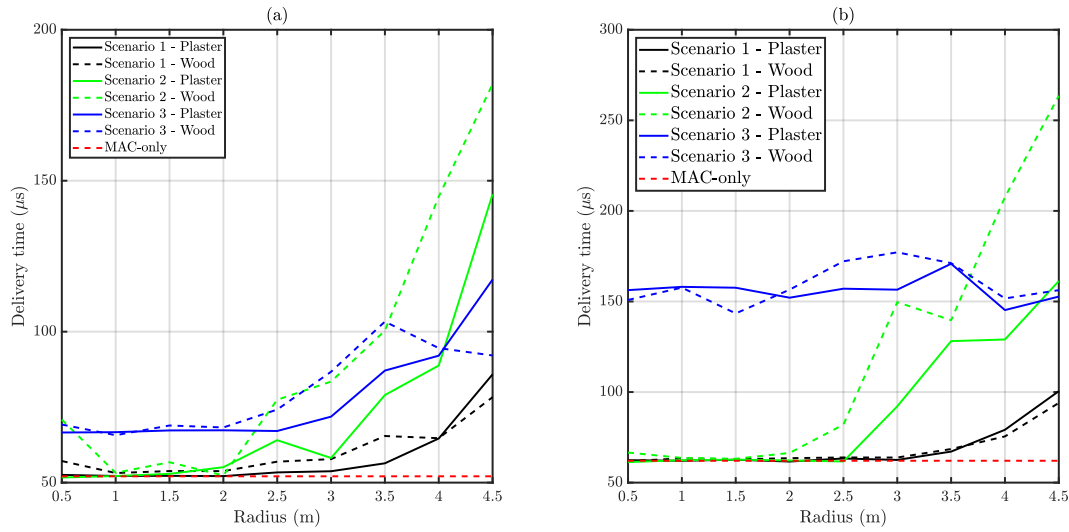 (a)
200
150
100
50
Delivery time (μs)
Scenario 1 - Plaster
Scenario 1 - Wood
Scenario 2 - Plaster
Scenario 2 - Wood
Scenario 3 - Plaster
Scenario 3 - Wood
MAC-only
0.5 1 1.5 2 2.5 3 3.5 4 4.5
Radius (m)
(b)
300
250
200
150
100
50
Delivery time (μs)
Scenario 1 - Plaster
Scenario 1 - Wood
Scenario 2 - Plaster
Scenario 2 - Wood
Scenario 3 - Plaster
Scenario 3 - Wood
MAC-only
0.5 1 1.5 2 2.5 3 3.5 4 4.5
Radius (m)